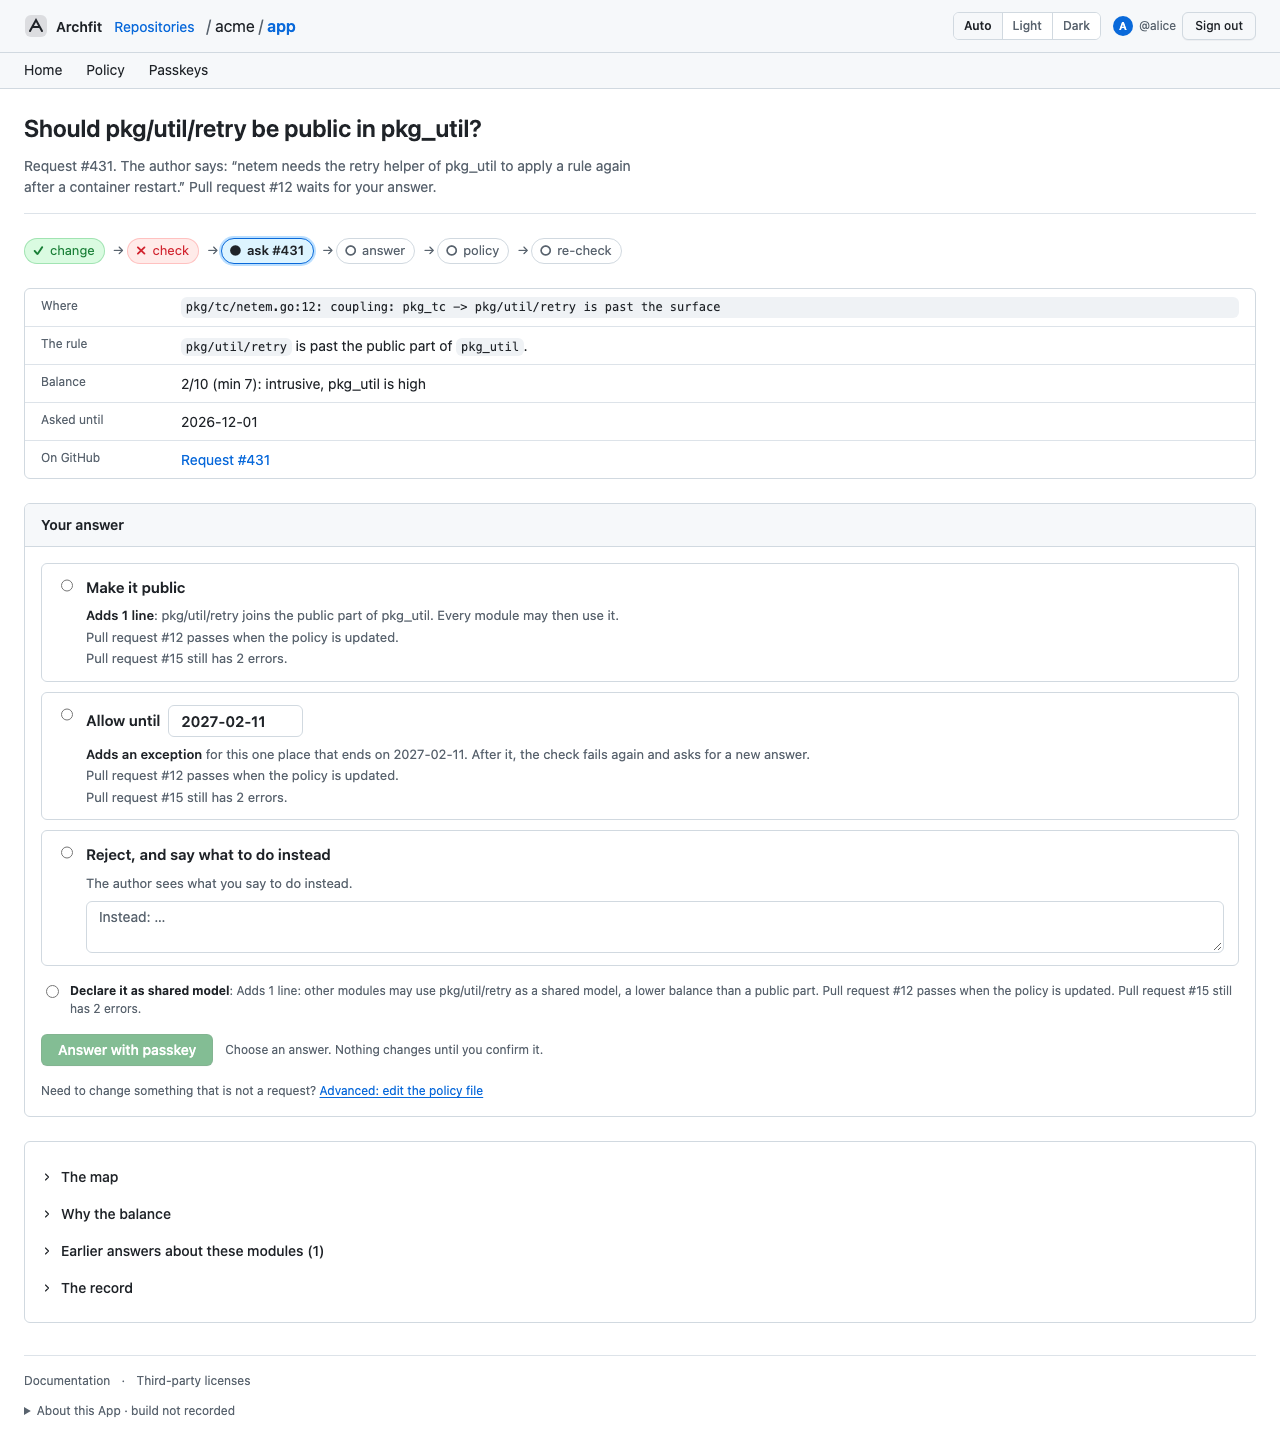 Archfit Repositories / acme / app
Auto Light Dark A @alice Sign out
Home Policy Passkeys
Should pkg/util/retry be public in pkg_util?
Request #431. The author says: “netem needs the retry helper of pkg_util to apply a rule again
after a container restart.” Pull request #12 waits for your answer.
change → check → ask #431 → answer → policy → re-check
Where pkg/tc/netem.go:12: coupling: pkg_tc —> pkg/util/retry is past the surface
The rule pkg/util/retry is past the public part of pkg_util.
Balance 2/10 (min 7): intrusive, pkg_util is high
Asked until 2026-12-01
On GitHub Request #431
Your answer
Make it public
Adds 1 line: pkg/util/retry joins the public part of pkg_util. Every module may then use it.
Pull request #12 passes when the policy is updated.
Pull request #15 still has 2 errors.
Allow until 2027-02-11
Adds an exception for this one place that ends on 2027-02-11. After it, the check fails again and asks for a new answer.
Pull request #12 passes when the policy is updated.
Pull request #15 still has 2 errors.
Reject, and say what to do instead
The author sees what you say to do instead.
Instead: ...
Declare it as shared model: Adds 1 line: other modules may use pkg/util/retry as a shared model, a lower balance than a public part. Pull request #12 passes when the policy is updated. Pull request #15 still
has 2 errors.
Answer with passkey Choose an answer. Nothing changes until you confirm it.
Need to change something that is not a request? Advanced: edit the policy file
The map
Why the balance
Earlier answers about these modules (1)
The record
Documentation · Third-party licenses
About this App · build not recorded